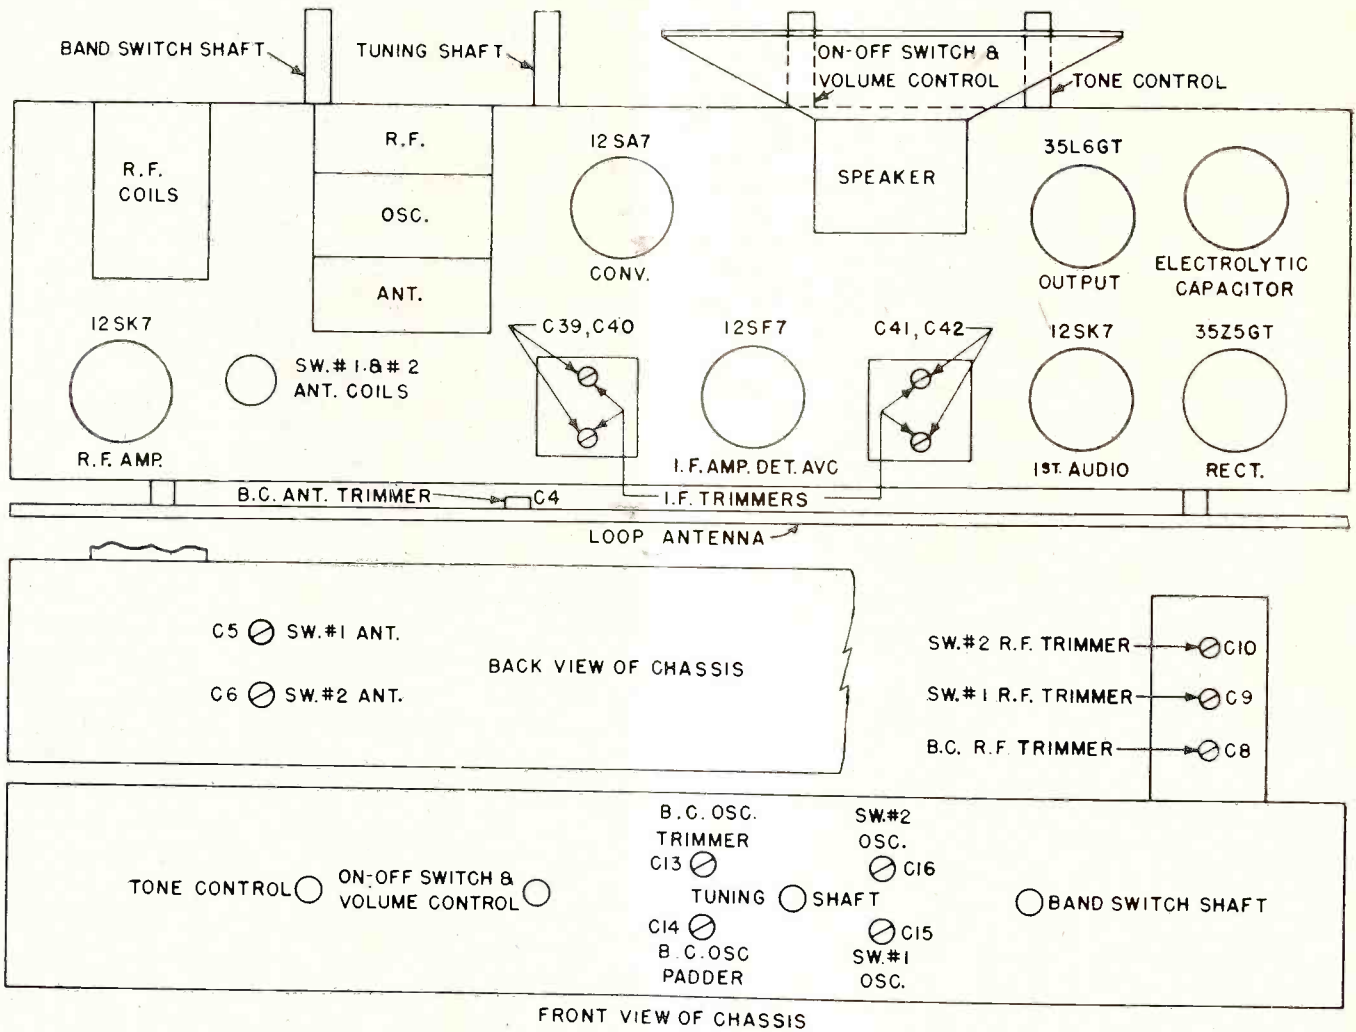 BAND SWITCH SHAFT
TUNING SHAFT
ON-OFF SWITCH &
VOLUME CONTROL
TONE CONTROL
R.F.
COILS
R.F.
OSC.
ANT.
12SA7
CONV.
SPEAKER
35L6GT
OUTPUT
ELECTROLYTIC
CAPACITOR
12SK7
R.F. AMP.
SW.# 1.&# 2
ANT. COILS
C39, C40
12SF7
I.F. AMP. DET. AVC
C41, C42
12SK7
1ST. AUDIO
35Z5GT
RECT.
B.C. ANT. TRIMMER
C4
I.F. TRIMMERS
LOOP ANTENNA
C5 SW.#1 ANT.
C6 SW.#2 ANT.
BACK VIEW OF CHASSIS
SW.#2 R.F. TRIMMER C10
SW.#1 R.F. TRIMMER C9
B.C. R.F. TRIMMER C8
TONE CONTROL
ON-OFF SWITCH &
VOLUME CONTROL
B.C. OSC.
TRIMMER
C13
SW.#2
OSC.
C16
TUNING SHAFT
C14
B.C. OSC
PADDER
C15
SW.#1
OSC.
BAND SWITCH SHAFT
FRONT VIEW OF CHASSIS